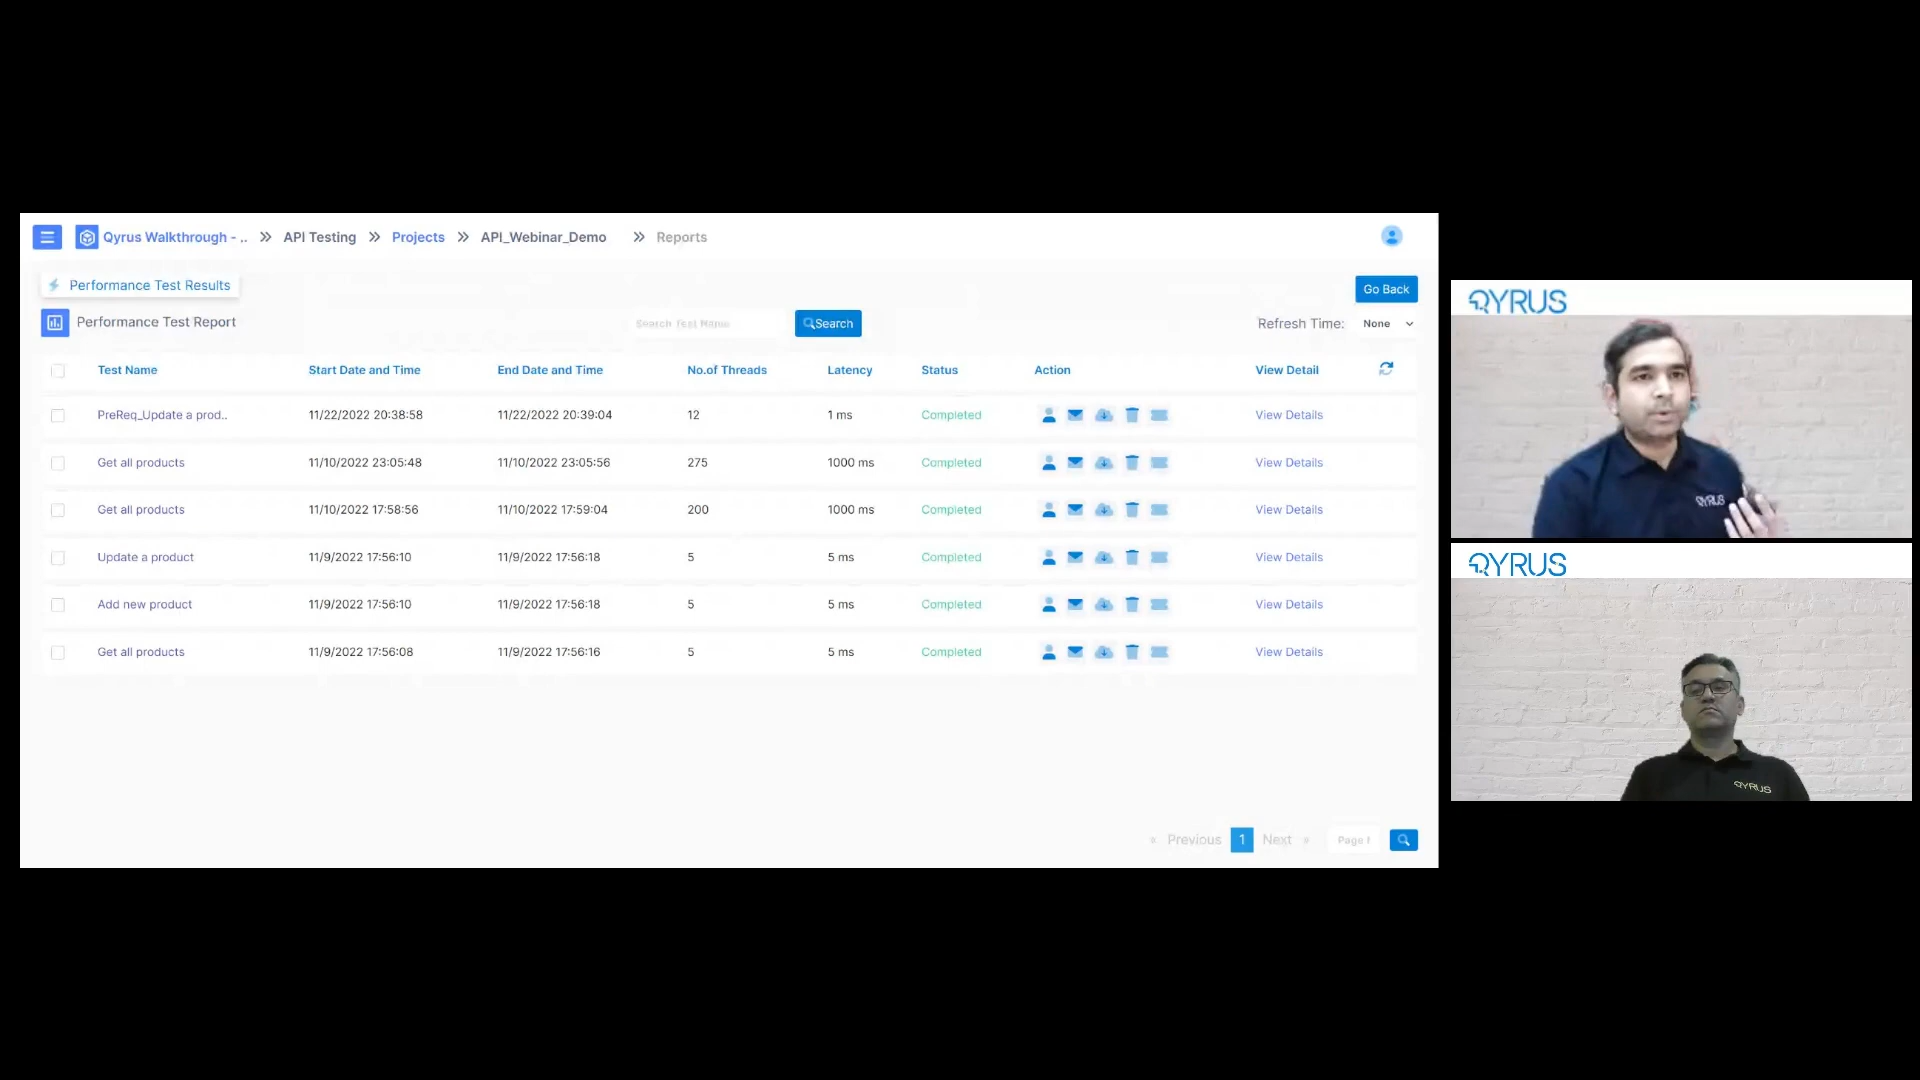 Qyrus Walkthrough - .. » API Testing » Projects » API_Webinar_Demo » Reports
Performance Test Results
Go Back
Performance Test Report
Search Test Name
Search
Refresh Time: None
Test Name Start Date and Time End Date and Time No.of Threads Latency Status Action View Detail
PreReq_Update a prod.. 11/22/2022 20:38:58 11/22/2022 20:39:04 12 1 ms Completed View Details
Get all products 11/10/2022 23:05:48 11/10/2022 23:05:56 275 1000 ms Completed View Details
Get all products 11/10/2022 17:58:56 11/10/2022 17:59:04 200 1000 ms Completed View Details
Update a product 11/9/2022 17:56:10 11/9/2022 17:56:18 5 5 ms Completed View Details
Add new product 11/9/2022 17:56:10 11/9/2022 17:56:18 5 5 ms Completed View Details
Get all products 11/9/2022 17:56:08 11/9/2022 17:56:16 5 5 ms Completed View Details
« Previous 1 Next » Page
QYRUS
QYRUS
QYRUS
QYRUS